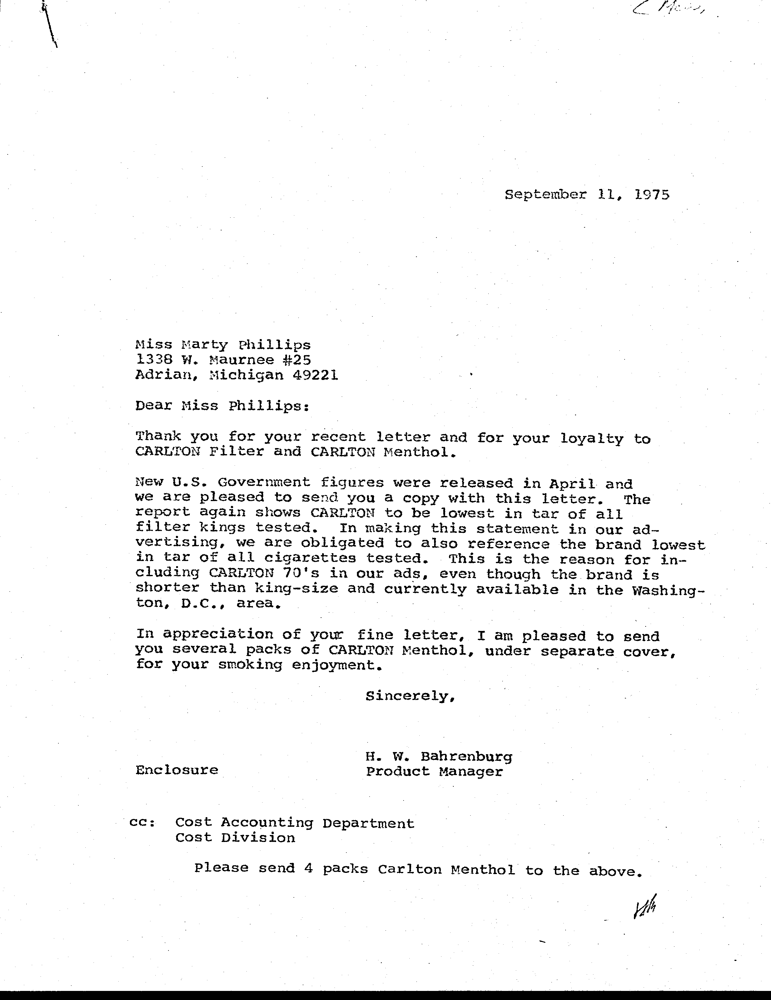 September 11, 1975
Miss Marty Phillips
1338 W. Maurnee #25
Adrian, Michigan 49221
Dear Miss Phillips:
Thank you for your recent letter and for your loyalty to
CARLTON Filter and CARLTON Menthol.
New U.S. Government figures were released in April and
we are pleased to send you a copy with this letter. The
report again shows CARLTON to be lowest in tar of all
filter kings tested. In making this statement in our ad-
vertising, we are obligated to also reference the brand lowest
in tar of all cigarettes tested. This is the reason for in-
cluding CARLTON 70's in our ads, even though the brand is
shorter than king-size and currently available in the Washing-
ton, D.C., area.
In appreciation of your fine letter, I am pleased to send
you several packs of CARLTON Menthol, under separate cover,
for your smoking enjoyment.
Sincerely,
H. W. Bahrenburg
Enclosure Product Manager
cc: Cost Accounting Department
Cost Division
Please send 4 packs Carlton Menthol to the above.